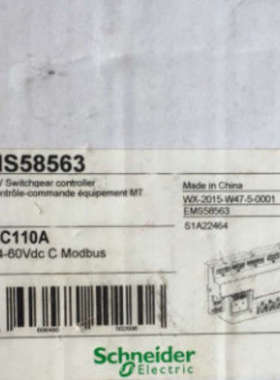 MS58563
/ Switchgear controller
ntrôle-commande équipement MT
C110A
4-60Vdc C Modbus
Made in China
WX-2015-W47-5-0001
EMS58563
S1A22464
Schneider
Electric